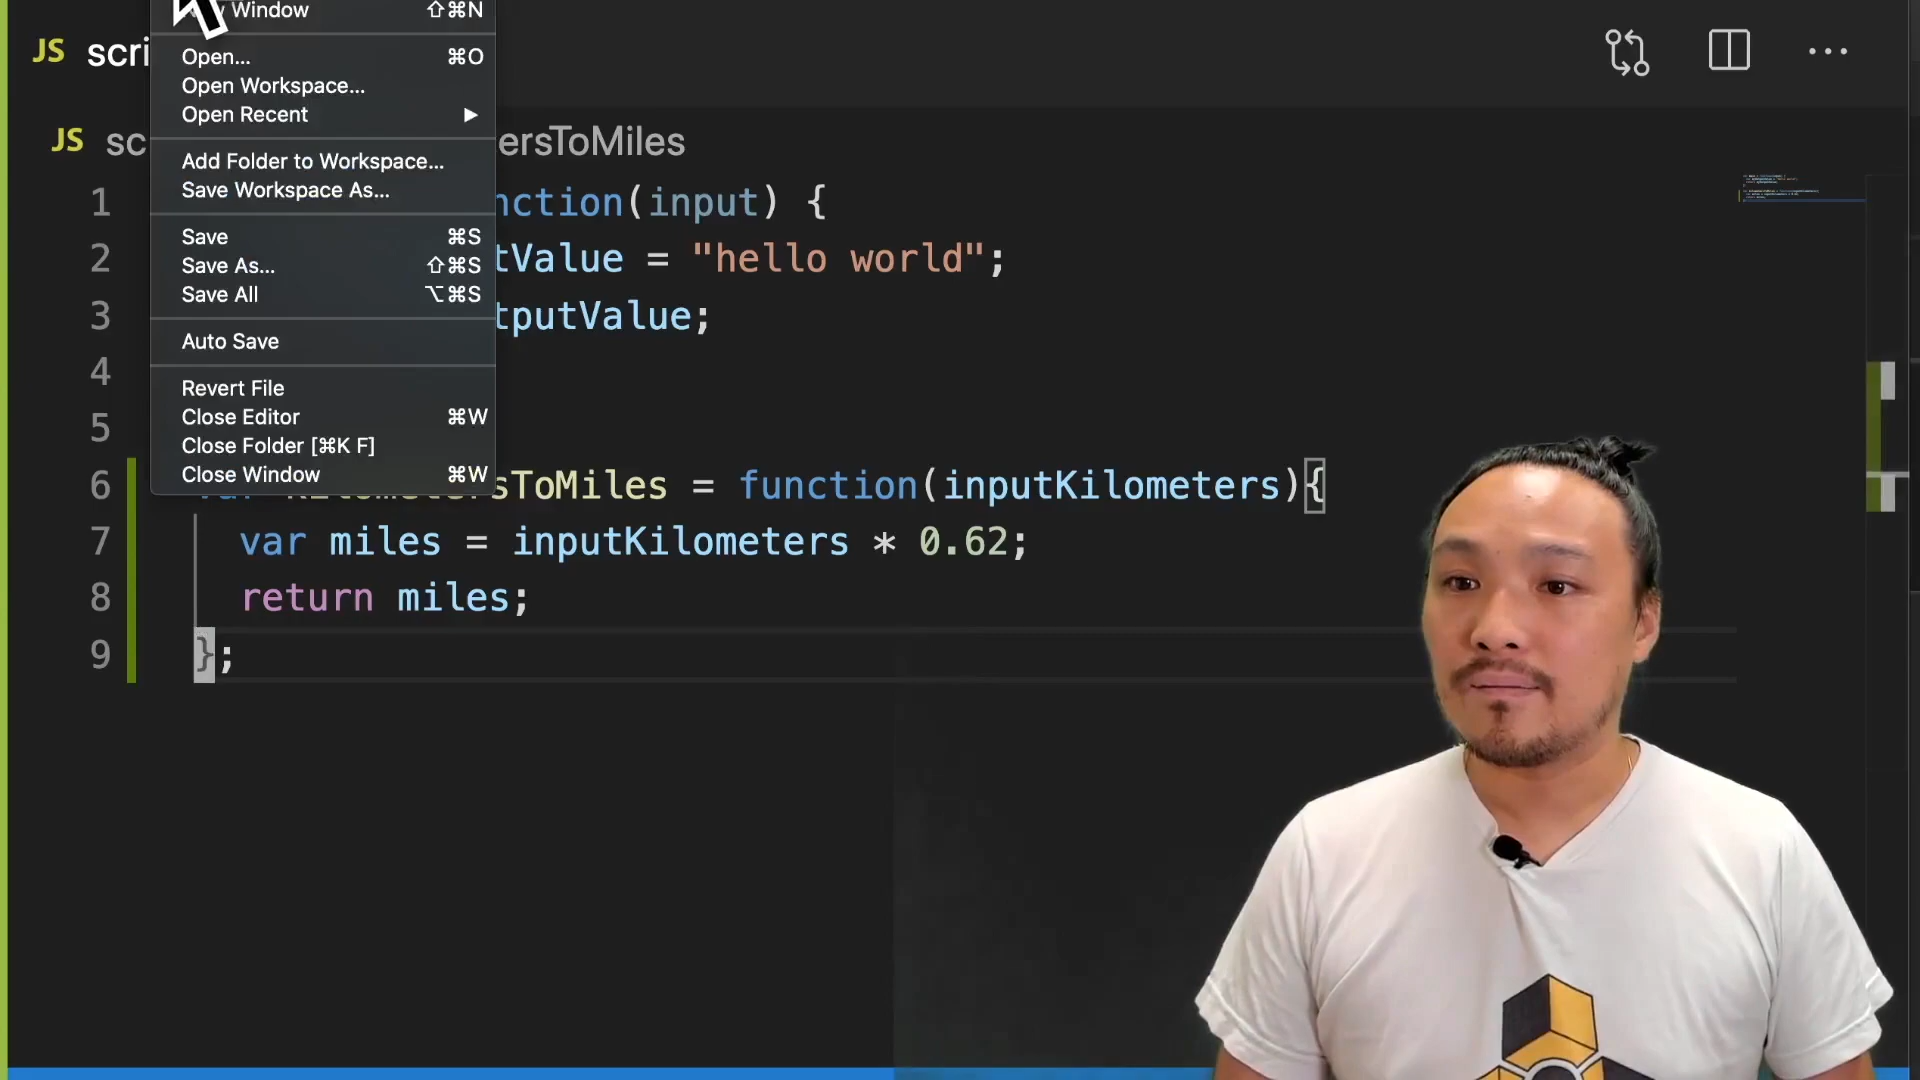 Window ⇧⌘N
JS scri
Open... ⌘O
Open Workspace...
Open Recent ▶
JS sc ersToMiles
Add Folder to Workspace...
Save Workspace As...
1 nction(input) {
Save ⌘S
2 tValue = "hello world";
Save As... ⇧⌘S
Save All ⌥⌘S
3 tputValue;
Auto Save
4
Revert File
Close Editor ⌘W
5
Close Folder [⌘K F]
Close Window ⌘W
6 var kilometersToMiles = function(inputKilometers){
7 var miles = inputKilometers * 0.62;
8 return miles;
9 };